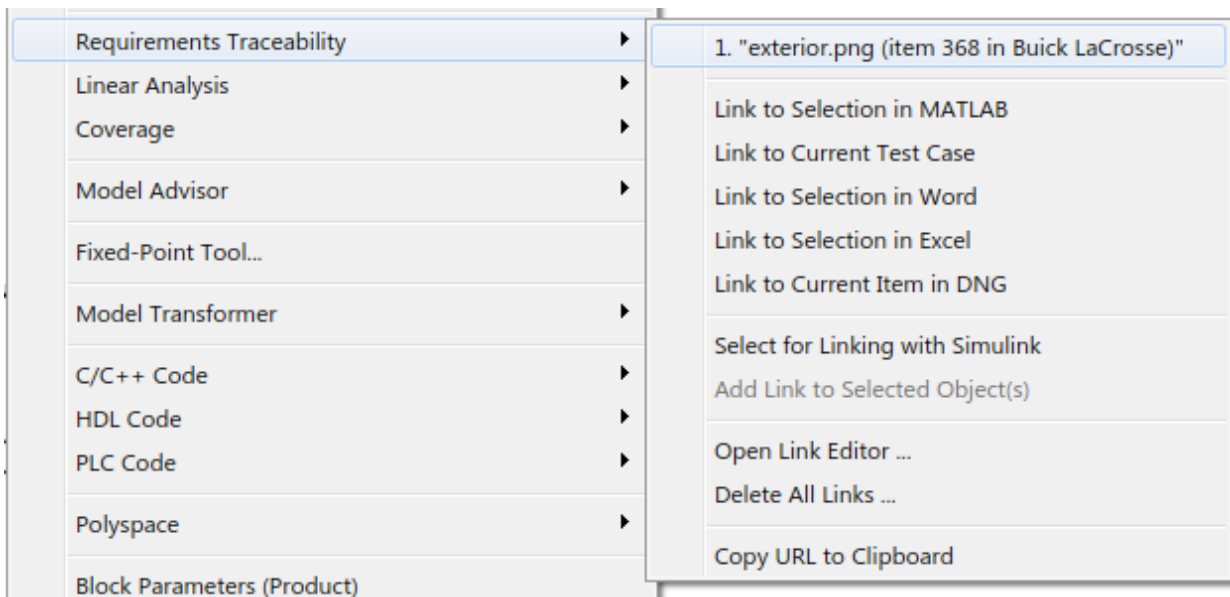 Requirements Traceability
Linear Analysis
Coverage
Model Advisor
Fixed-Point Tool...
Model Transformer
C/C++ Code
HDL Code
PLC Code
Polyspace
Block Parameters (Product)
1. "exterior.png (item 368 in Buick LaCrosse)"
Link to Selection in MATLAB
Link to Current Test Case
Link to Selection in Word
Link to Selection in Excel
Link to Current Item in DNG
Select for Linking with Simulink
Add Link to Selected Object(s)
Open Link Editor ...
Delete All Links ...
Copy URL to Clipboard